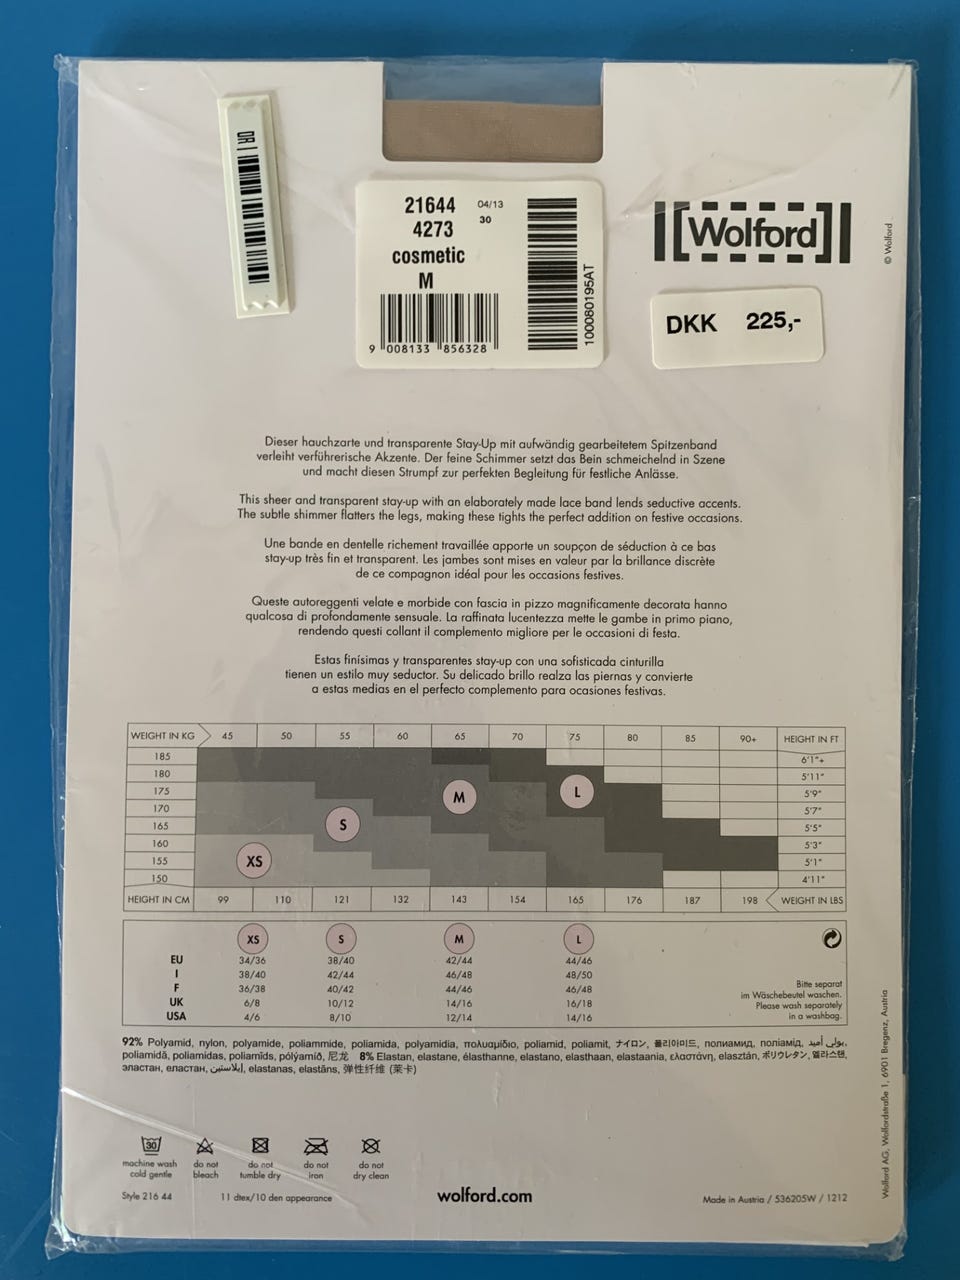 DR |
21644 04/13
4273 30
cosmetic
M
9 008133 856328
100080195AT
Wolford
© Wolford
DKK 225,-
Dieser hauchzarte und transparente Stay-Up mit aufwändig gearbeitetem Spitzenband
verleiht verführerische Akzente. Der feine Schimmer setzt das Bein schmeichelnd in Szene
und macht diesen Strumpf zur perfekten Begleitung für festliche Anlässe.
This sheer and transparent stay-up with an elaborately made lace band lends seductive accents.
The subtle shimmer flatters the legs, making these tights the perfect addition on festive occasions.
Une bande en dentelle richement travaillée apporte un soupçon de séduction à ce bas
stay-up très fin et transparent. Les jambes sont mises en valeur par la brillance discrète
de ce compagnon idéal pour les occasions festives.
Queste autoreggenti velate e morbide con fascia in pizzo magnificamente decorata hanno
qualcosa di profondamente sensuale. La raffinata lucentezza mette le gambe in primo piano,
rendendo questi collant il complemento migliore per le occasioni di festa.
Estas finísimas y transparentes stay-up con una sofisticada cinturilla
tienen un estilo muy seductor. Su delicado brillo realza las piernas y convierte
a estas medias en el perfecto complemento para ocasiones festivas.
WEIGHT IN KG 45 50 55 60 65 70 75 80 85 90+ HEIGHT IN FT
185 6'1"+
180 5'11"
175 M L 5'9"
170 5'7"
165 S 5'5"
160 5'3"
155 XS 5'1"
150 4'11"
HEIGHT IN CM 99 110 121 132 143 154 165 176 187 198 WEIGHT IN LBS
XS S M L
EU 34/36 38/40 42/44 44/46
I 38/40 42/44 46/48 48/50
F 36/38 40/42 44/46 46/48
UK 6/8 10/12 14/16 16/18
USA 4/6 8/10 12/14 14/16
Bitte separat
im Wäschebeutel waschen.
Please wash separately
in a washbag.
92% Polyamid, nylon, polyamide, poliammide, poliamida, polyamidia, πολυαμίδιο, poliamid, poliamit, ナイロン, 폴리아미드, полиамид, поліамід, بولي أميد,
poliamidă, poliamidas, poliamīds, pólýamíð, 尼龙 8% Elastan, elastane, élasthanne, elastano, elasthaan, elastaania, ελαστάνη, elasztán, ポリウレタン, 엘라스탄,
эластан, еластан, إيلاستين, elastanas, elastāns, 弹性纤维 (莱卡)
30
machine wash
cold gentle
do not
bleach
do not
tumble dry
do not
iron
do not
dry clean
Style 216 44 11 dtex/10 den appearance wolford.com Made in Austria / 536205W / 1212
Wolford AG, Wolfordstraße 1, 6901 Bregenz, Austria